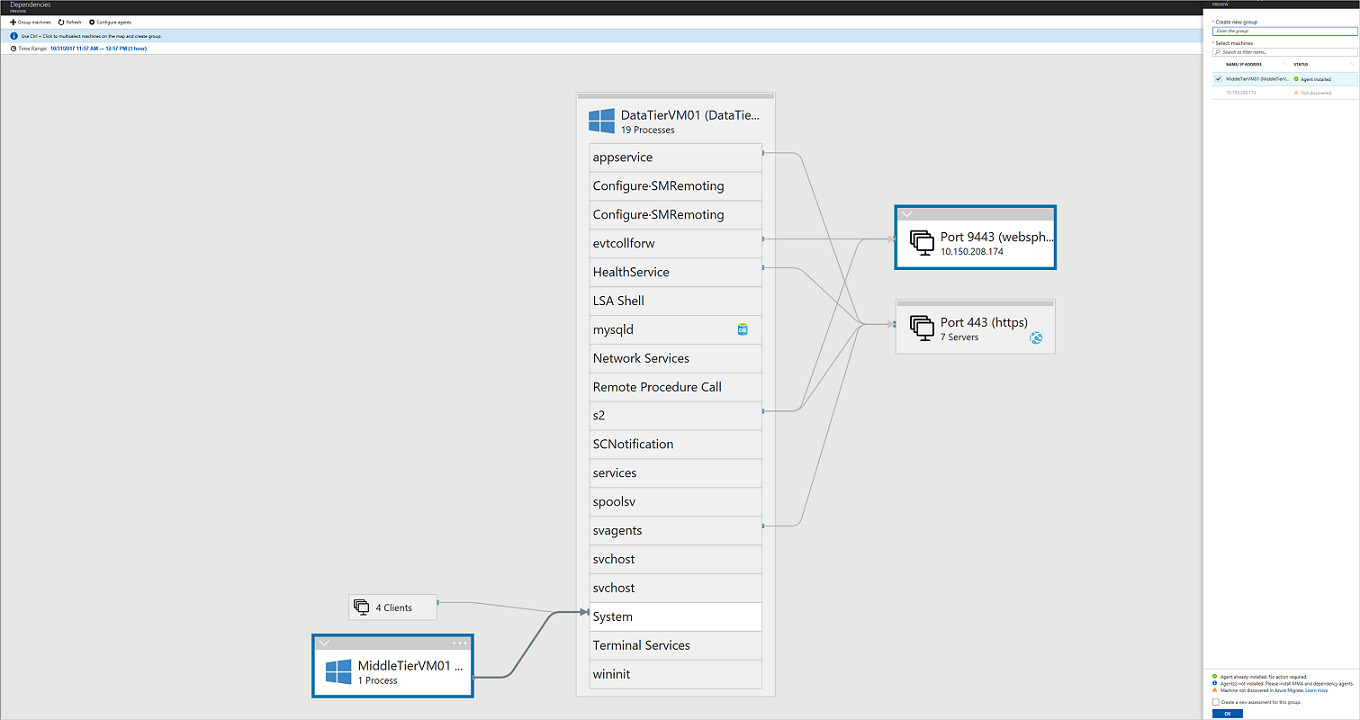 Dependencies
PREVIEW
Group machines Refresh Configure agents
Use Ctrl + Click to multiselect machines on the map and create group.
Time Range: 10/31/2017 11:57 AM — 12:57 PM (1 hour)
DataTierVM01 (DataTie...
19 Processes
appservice
Configure-SMRemoting
Configure-SMRemoting
evtcollforw
HealthService
LSA Shell
mysqld
DB
Network Services
Remote Procedure Call
s2
SCNotification
services
spoolsv
svagents
svchost
svchost
System
Terminal Services
wininit
4 Clients
MiddleTierVM01 ...
1 Process
Port 9443 (websph...
10.150.208.174
Port 443 (https)
7 Servers
PREVIEW
* Create new group
Enter the group
* Select machines
Search to filter items...
NAME/ IP ADDRESS STATUS
MiddleTierVM01 (MiddleTierV... Agent installed
10.150.208.174 Not discovered
Agent already installed. No action required.
Agent(s) not installed. Please install MMA and dependency agents.
Machine not discovered in Azure Migrate. Learn more
Create a new assessment for this group.
OK